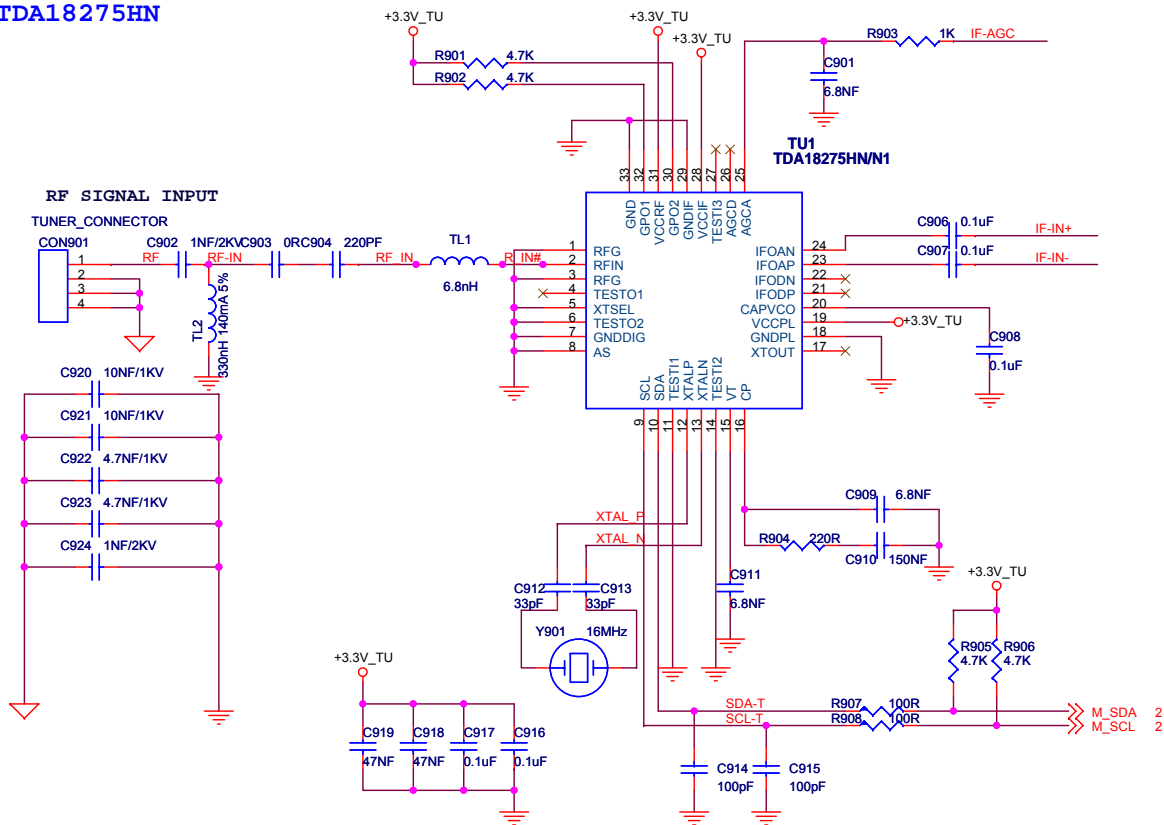 TDA18275HN
+3.3V_TU
+3.3V_TU
+3.3V_TU
R901 4.7K
R902 4.7K
R903 1K IF-AGC
C901
6.8NF
TU1
TDA18275HN/N1
33 32 31 30 29 28 27 26 25
GND GPO1 VCCRF GPO2 GNDIF VCCIF TESTI3 AGCD AGCA
RF SIGNAL INPUT
TUNER_CONNECTOR
CON901
1
2
3
4
RF
C902 1NF/2KV
RF-IN
C903 0R
C904 220PF
RF_IN
TL1
6.8nH
TL2
330nH 140mA 5%
1 RFG
2 RFIN
3 RFG
4 TESTO1
5 XTSEL
6 TESTO2
7 GNDDIG
8 AS
IFOAN 24
IFOAP 23
IFODN 22
IFODP 21
CAPVCO 20
VCCPL 19
GNDPL 18
XTOUT 17
C906 0.1uF IF-IN+
C907 0.1uF IF-IN-
+3.3V_TU
C908
0.1uF
SCL SDA TESTI1 XTALP XTALN TESTI2 VT CP
9 10 11 12 13 14 15 16
C920 10NF/1KV
C921 10NF/1KV
C922 4.7NF/1KV
C923 4.7NF/1KV
C924 1NF/2KV
XTAL_P
XTAL_N
C912
33pF
C913
33pF
Y901 16MHz
C909 6.8NF
R904 220R
C910 150NF
C911
6.8NF
+3.3V_TU
R905
4.7K
R906
4.7K
+3.3V_TU
C919
47NF
C918
47NF
C917
0.1uF
C916
0.1uF
SDA-T R907 100R M_SDA 2
SCL-T R908 100R M_SCL 2
C914
100pF
C915
100pF